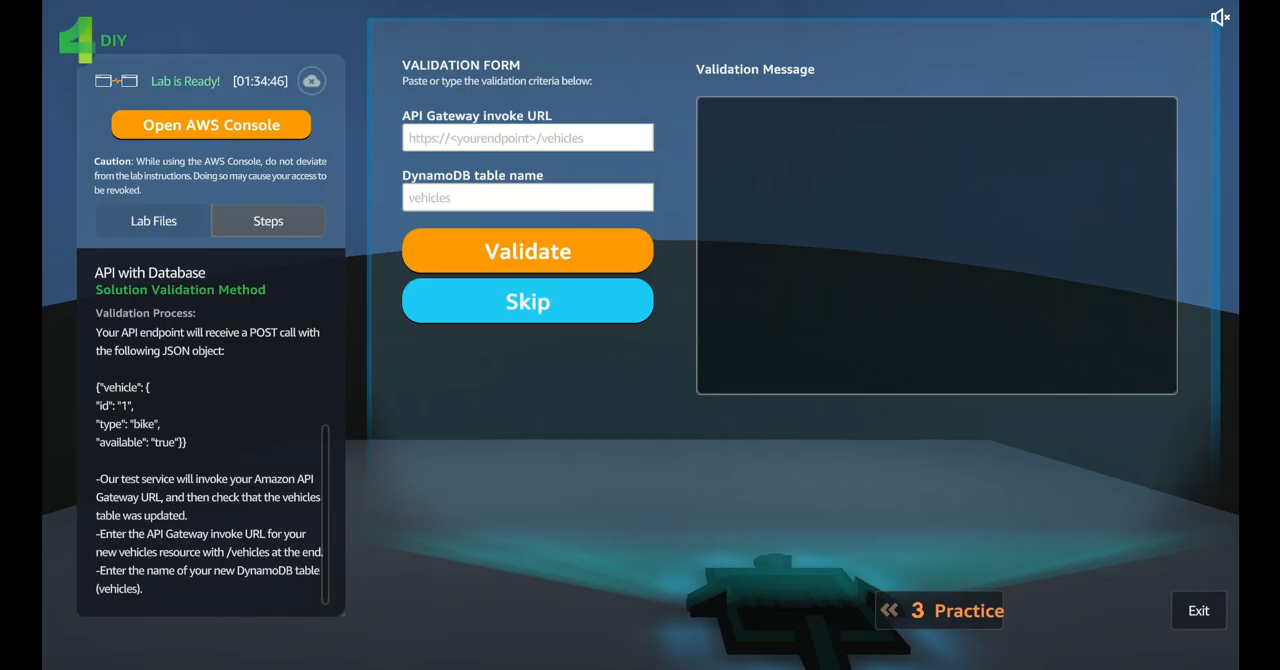 4 DIY
Lab is Ready! [01:34:46]
Open AWS Console
Caution: While using the AWS Console, do not deviate
from the lab instructions. Doing so may cause your access to
be revoked.
Lab Files
Steps
API with Database
Solution Validation Method
Validation Process:
Your API endpoint will receive a POST call with
the following JSON object:
{"vehicle": {
"id": "1",
"type": "bike",
"available": "true"}}
-Our test service will invoke your Amazon API
Gateway URL, and then check that the vehicles
table was updated.
-Enter the API Gateway invoke URL for your
new vehicles resource with /vehicles at the end.
-Enter the name of your new DynamoDB table
(vehicles).
VALIDATION FORM
Paste or type the validation criteria below:
API Gateway invoke URL
https://<yourendpoint>/vehicles
DynamoDB table name
vehicles
Validate
Skip
Validation Message
3 Practice
Exit